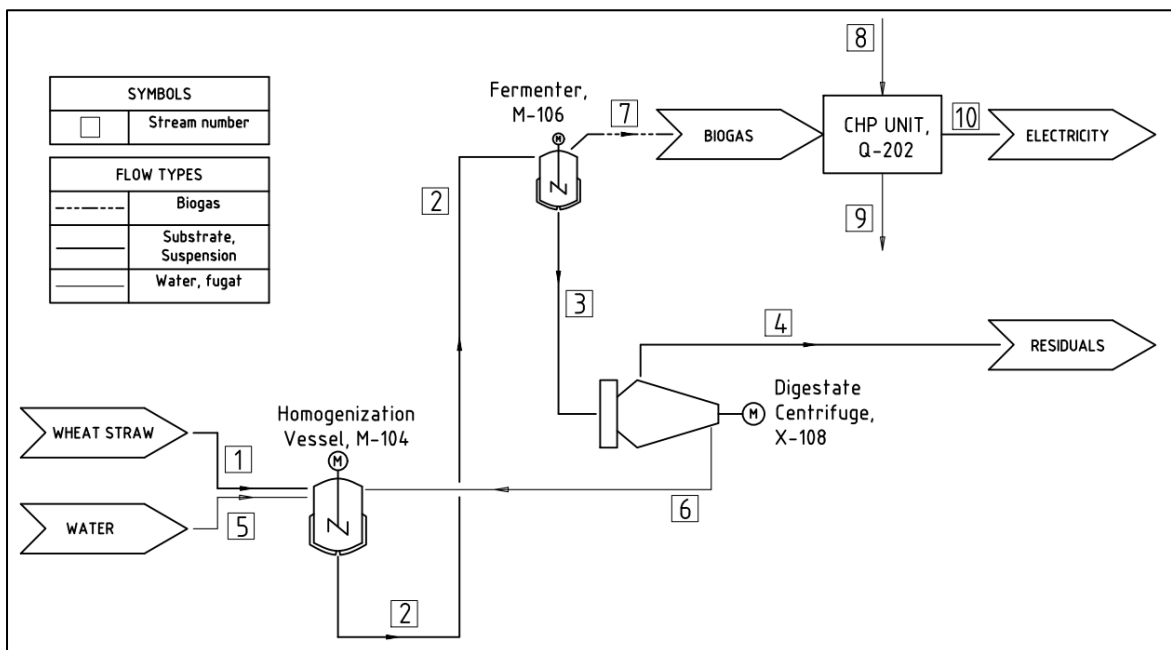 SYMBOLS
Stream number
FLOW TYPES
Biogas
Substrate,
Suspension
Water, fugat
Fermenter,
M-106
M
7
BIOGAS
8
CHP UNIT,
Q-202
10
ELECTRICITY
9
2
3
4
RESIDUALS
Digestate
Centrifuge,
X-108
M
6
WHEAT STRAW
1
Homogenization
Vessel, M-104
M
WATER
5
2